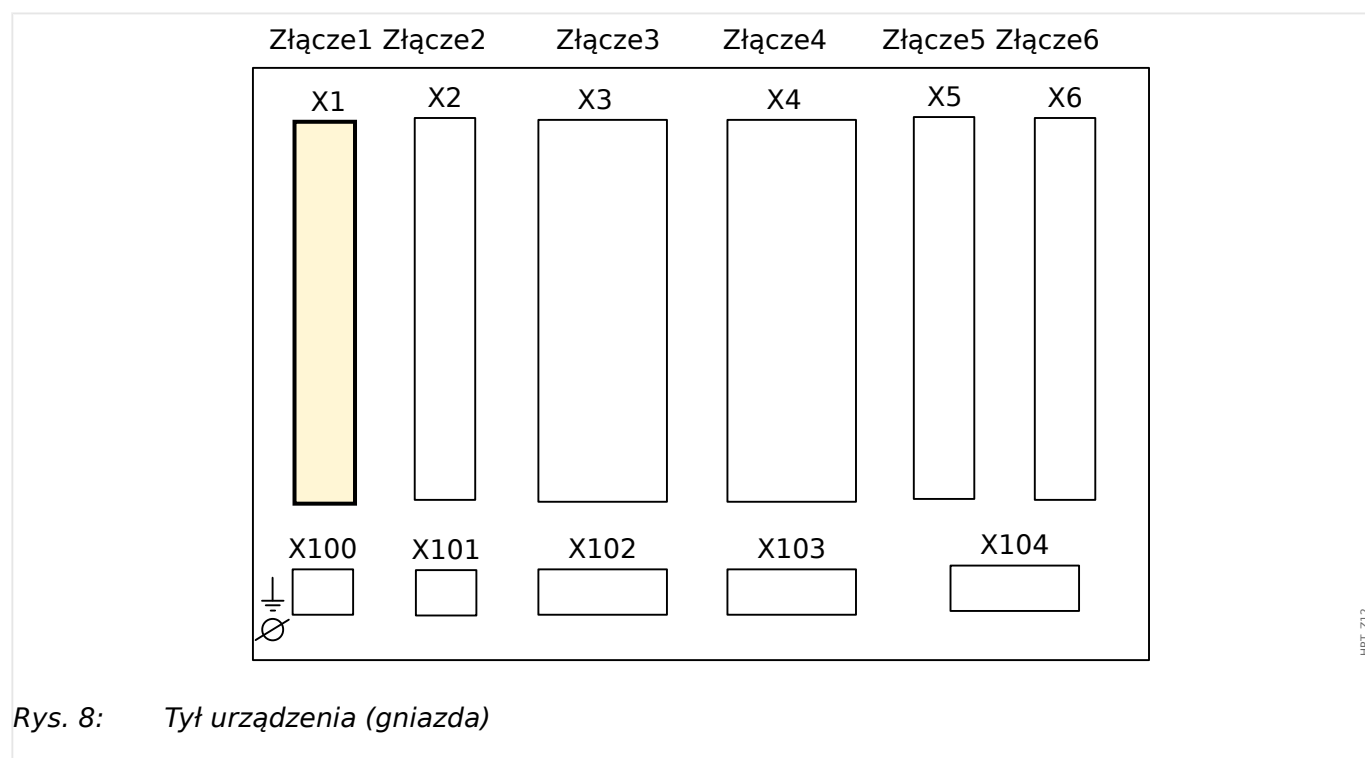 Złącze1 Złącze2 Złącze3 Złącze4 Złącze5 Złącze6
X1 X2 X3 X4 X5 X6
X100 X101 X102 X103 X104
Rys. 8: Tył urządzenia (gniazda)